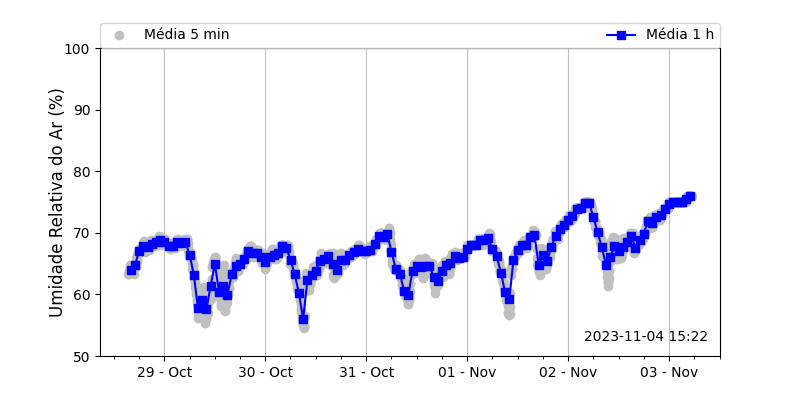 Média 5 min Média 1 h
Umidade Relativa do Ar (%)
100
90
80
70
60
50
2023-11-04 15:22
29 - Oct 30 - Oct 31 - Oct 01 - Nov 02 - Nov 03 - Nov